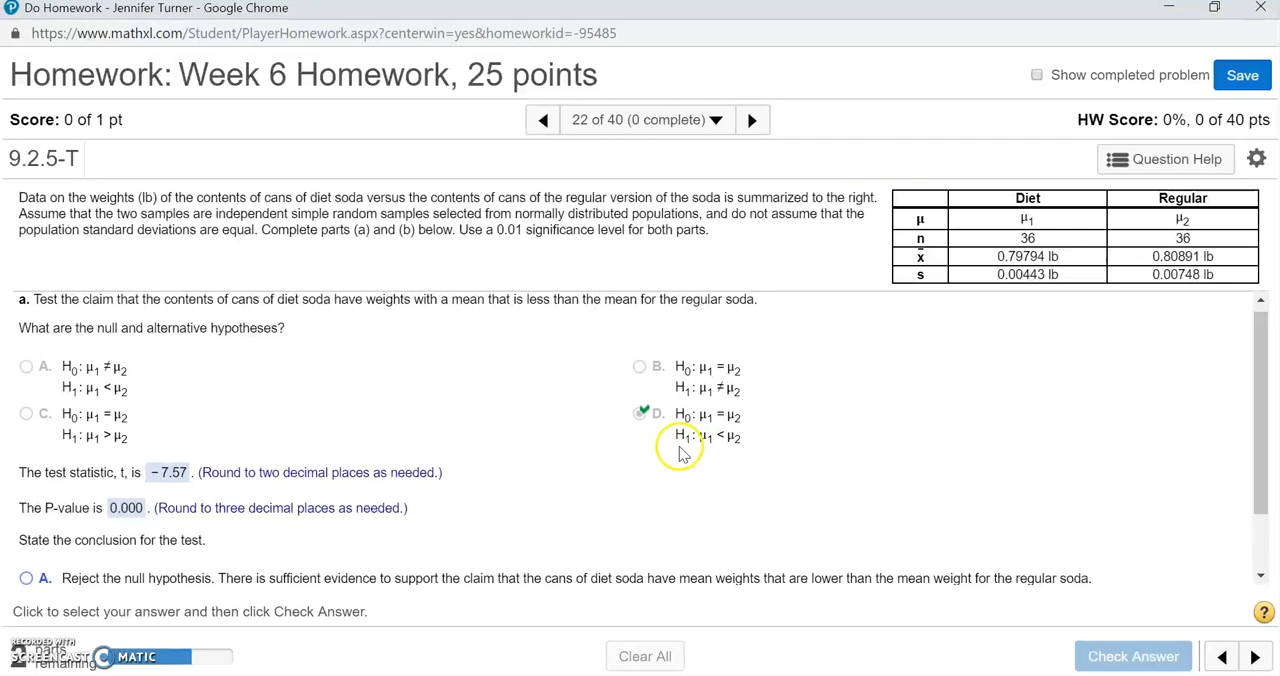 Do Homework - Jennifer Turner - Google Chrome
https://www.mathxl.com/Student/PlayerHomework.aspx?centerwin=yes&homeworkid=-95485
Homework: Week 6 Homework, 25 points
Show completed problem
Save
Score: 0 of 1 pt
22 of 40 (0 complete)
HW Score: 0%, 0 of 40 pts
9.2.5-T
Question Help
Data on the weights (lb) of the contents of cans of diet soda versus the contents of cans of the regular version of the soda is summarized to the right.
Assume that the two samples are independent simple random samples selected from normally distributed populations, and do not assume that the
population standard deviations are equal. Complete parts (a) and (b) below. Use a 0.01 significance level for both parts.
Diet Regular
μ μ1 μ2
n 36 36
x̄ 0.79794 lb 0.80891 lb
s 0.00443 lb 0.00748 lb
a. Test the claim that the contents of cans of diet soda have weights with a mean that is less than the mean for the regular soda.
What are the null and alternative hypotheses?
A. H0: μ1 ≠ μ2
H1: μ1 < μ2
B. H0: μ1 = μ2
H1: μ1 ≠ μ2
C. H0: μ1 = μ2
H1: μ1 > μ2
D. H0: μ1 = μ2
H1: μ1 < μ2
The test statistic, t, is −7.57. (Round to two decimal places as needed.)
The P-value is 0.000. (Round to three decimal places as needed.)
State the conclusion for the test.
A. Reject the null hypothesis. There is sufficient evidence to support the claim that the cans of diet soda have mean weights that are lower than the mean weight for the regular soda.
Click to select your answer and then click Check Answer.
?
RECORDED WITH
SCREENCAST MATIC
parts
remaining
Clear All
Check Answer